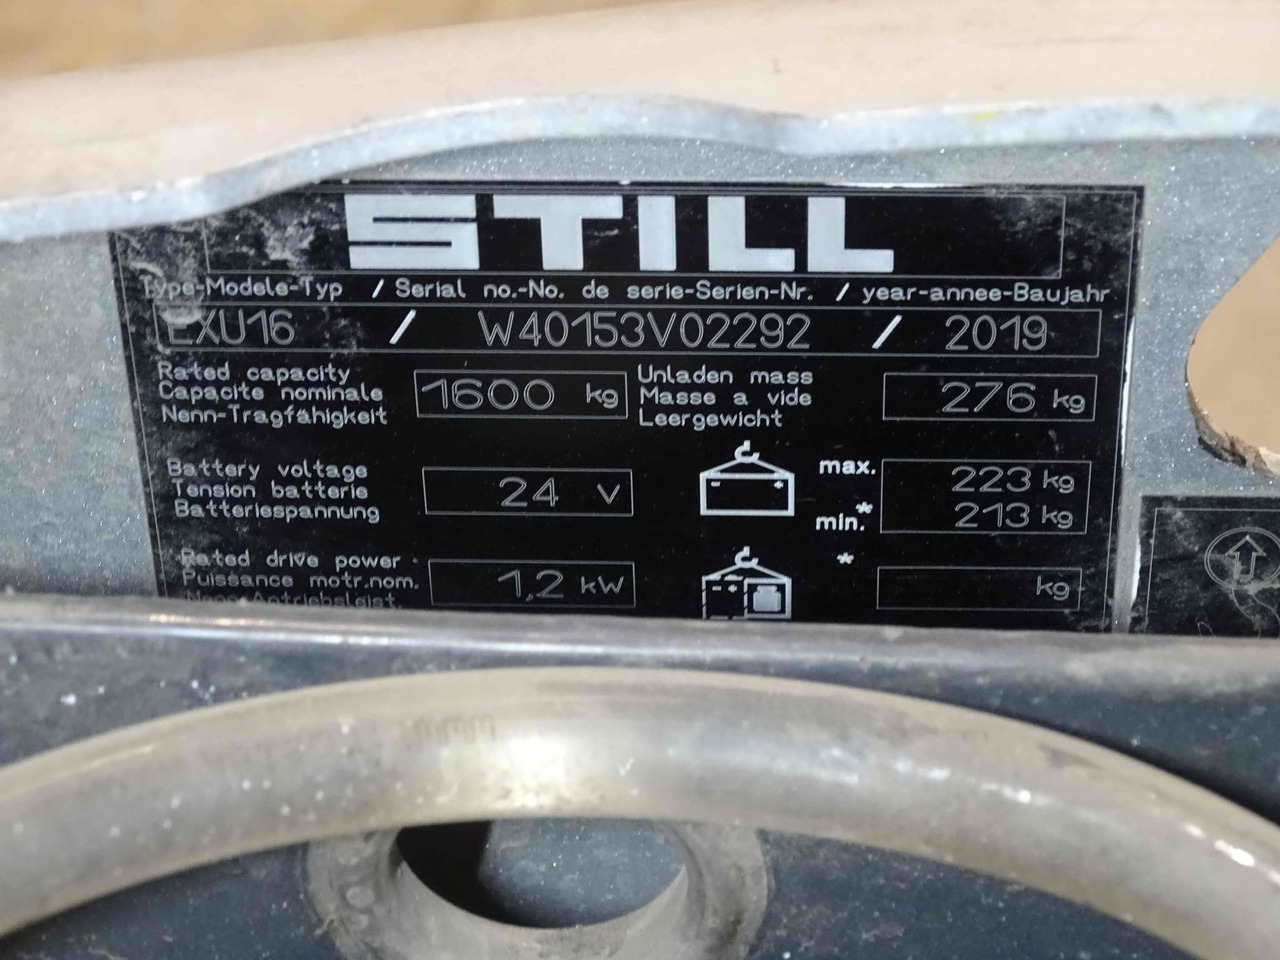 STILL
Type-Modele-Typ / Serial no.-No. de serie-Serien-Nr. / year-annee-Baujahr
EXU16 / W40153V02292 / 2019
Rated capacity
Capacite nominale
Nenn-Tragfähigkeit
1600 kg
Unladen mass
Masse a vide
Leergewicht
276 kg
Battery voltage
Tension batterie
Batteriespannung
24 V
max. 223 kg
min.* 213 kg
Rated drive power
Puissance motr.nom.
Nenn-Antriebsleist.
1,2 kW
* kg